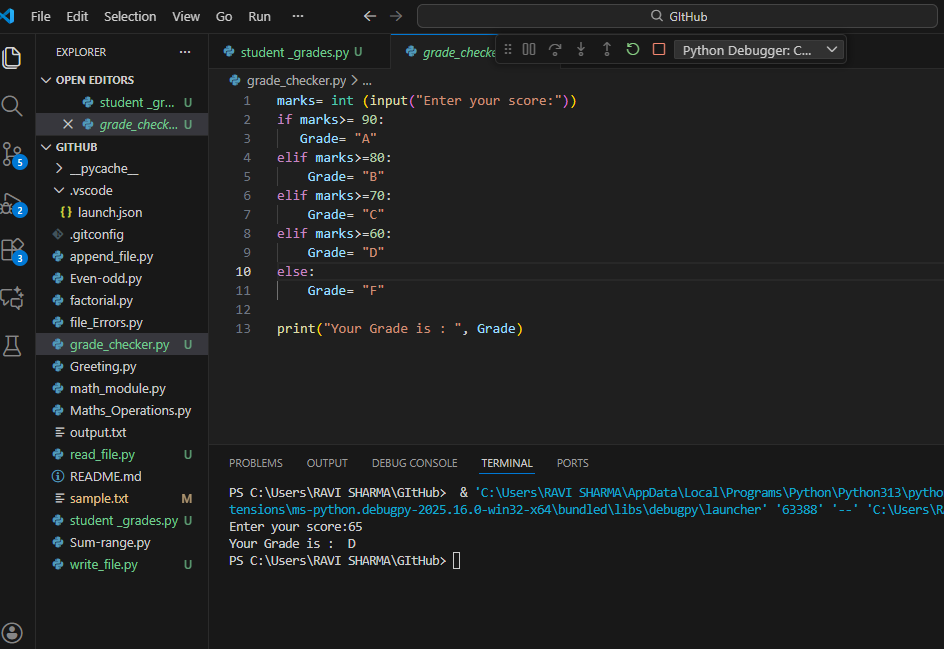 File Edit Selection View Go Run ··· GItHub
EXPLORER ···
OPEN EDITORS
student _gr... U
grade_check... U
GITHUB
__pycache__
.vscode
{} launch.json
.gitconfig
append_file.py
Even-odd.py
factorial.py
file_Errors.py
grade_checker.py U
Greeting.py
math_module.py
Maths_Operations.py
output.txt
read_file.py U
README.md
sample.txt M
student _grades.py U
Sum-range.py
write_file.py U
5
2
3
student _grades.py U grade_checke
Python Debugger: C...
grade_checker.py > ...
1 marks= int (input("Enter your score:"))
2 if marks>= 90:
3 Grade= "A"
4 elif marks>=80:
5 Grade= "B"
6 elif marks>=70:
7 Grade= "C"
8 elif marks>=60:
9 Grade= "D"
10 else:
11 Grade= "F"
12
13 print("Your Grade is : ", Grade)
PROBLEMS OUTPUT DEBUG CONSOLE TERMINAL PORTS
PS C:\Users\RAVI SHARMA\GItHub> & 'C:\Users\RAVI SHARMA\AppData\Local\Programs\Python\Python313\pytho
tensions\ms-python.debugpy-2025.16.0-win32-x64\bundled\libs\debugpy\launcher' '63388' '--' 'C:\Users\R
Enter your score:65
Your Grade is :  D
PS C:\Users\RAVI SHARMA\GItHub>